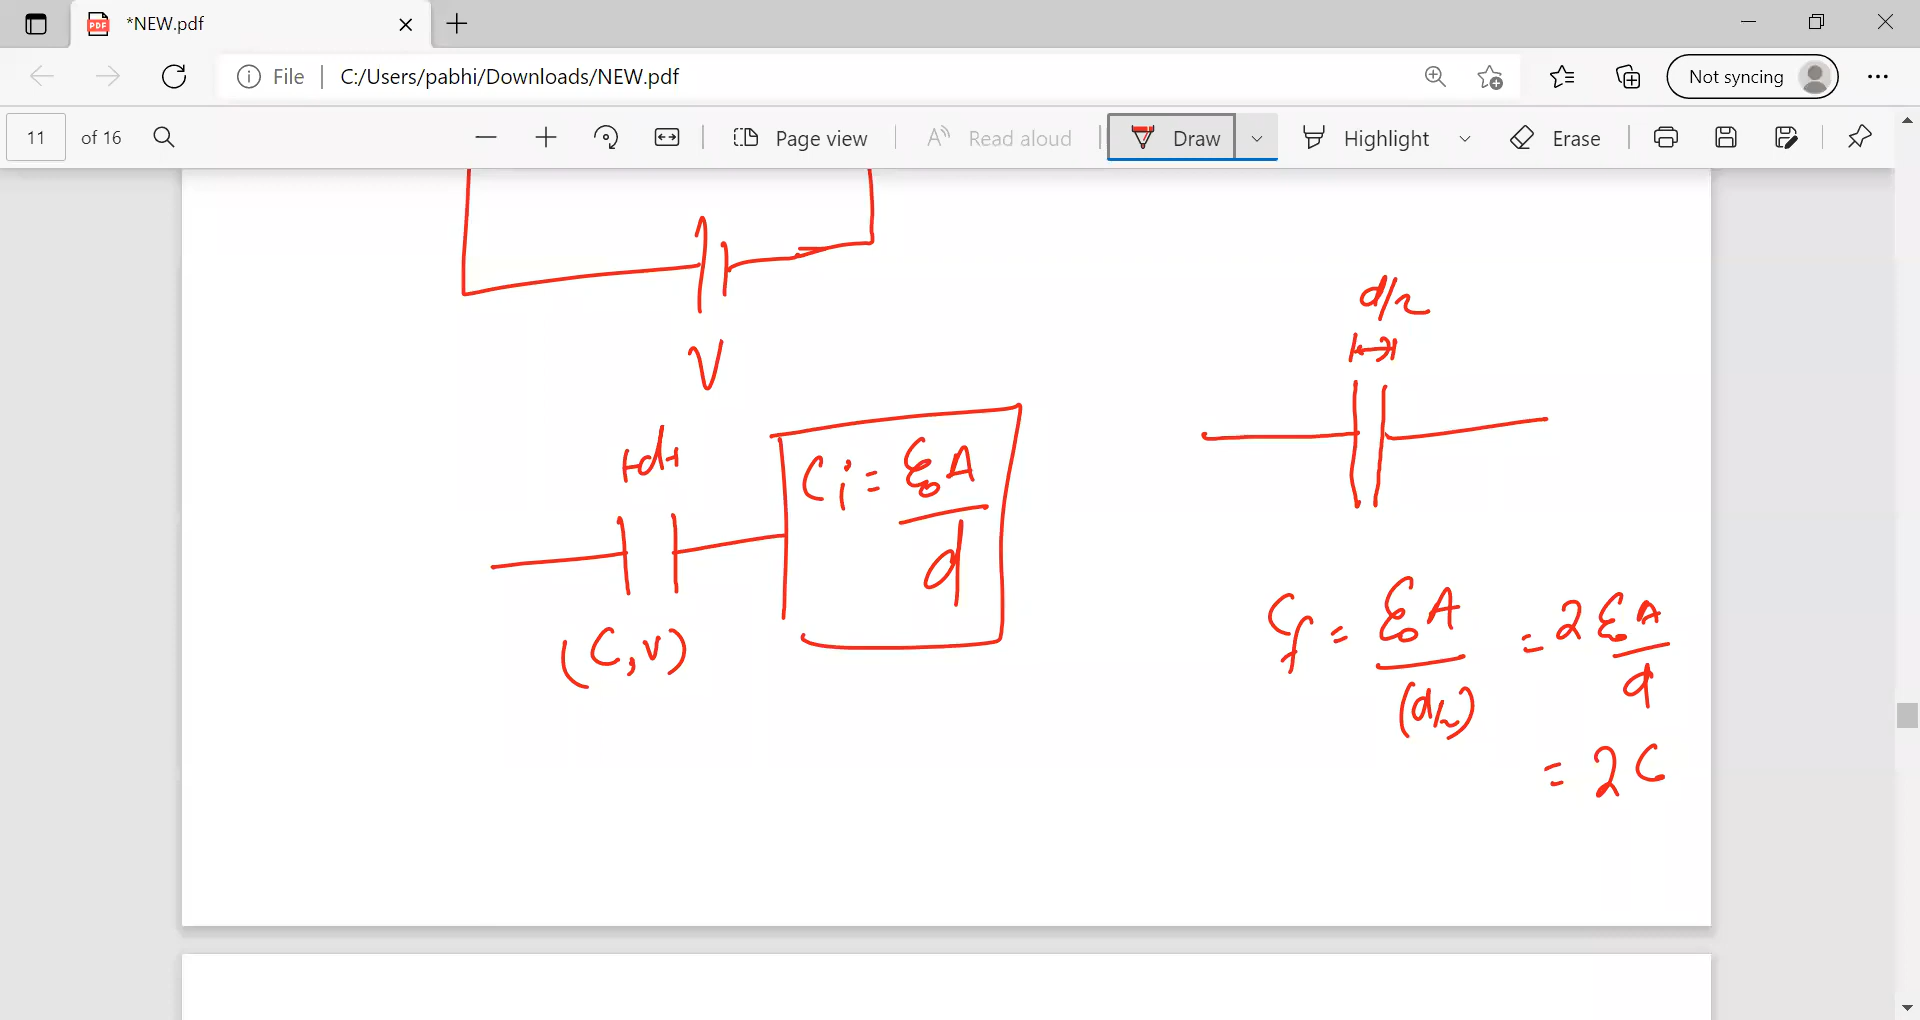 *NEW.pdf
File | C:/Users/pabhi/Downloads/NEW.pdf
Not syncing
11 of 16
Page view
Read aloud
Draw
Highlight
Erase
V
d/2
d
Ci = ε₀A/d
(C, V)
Cf = ε₀A/(d/2) = 2ε₀A/d
= 2C